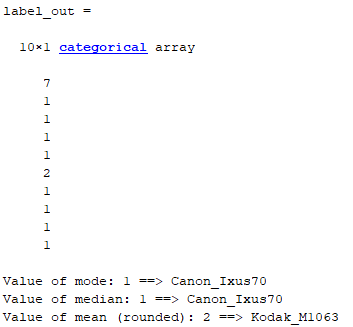 label_out =
10×1 categorical array
7
1
1
1
1
2
1
1
1
1
Value of mode: 1 ==> Canon_Ixus70
Value of median: 1 ==> Canon_Ixus70
Value of mean (rounded): 2 ==> Kodak_M1063